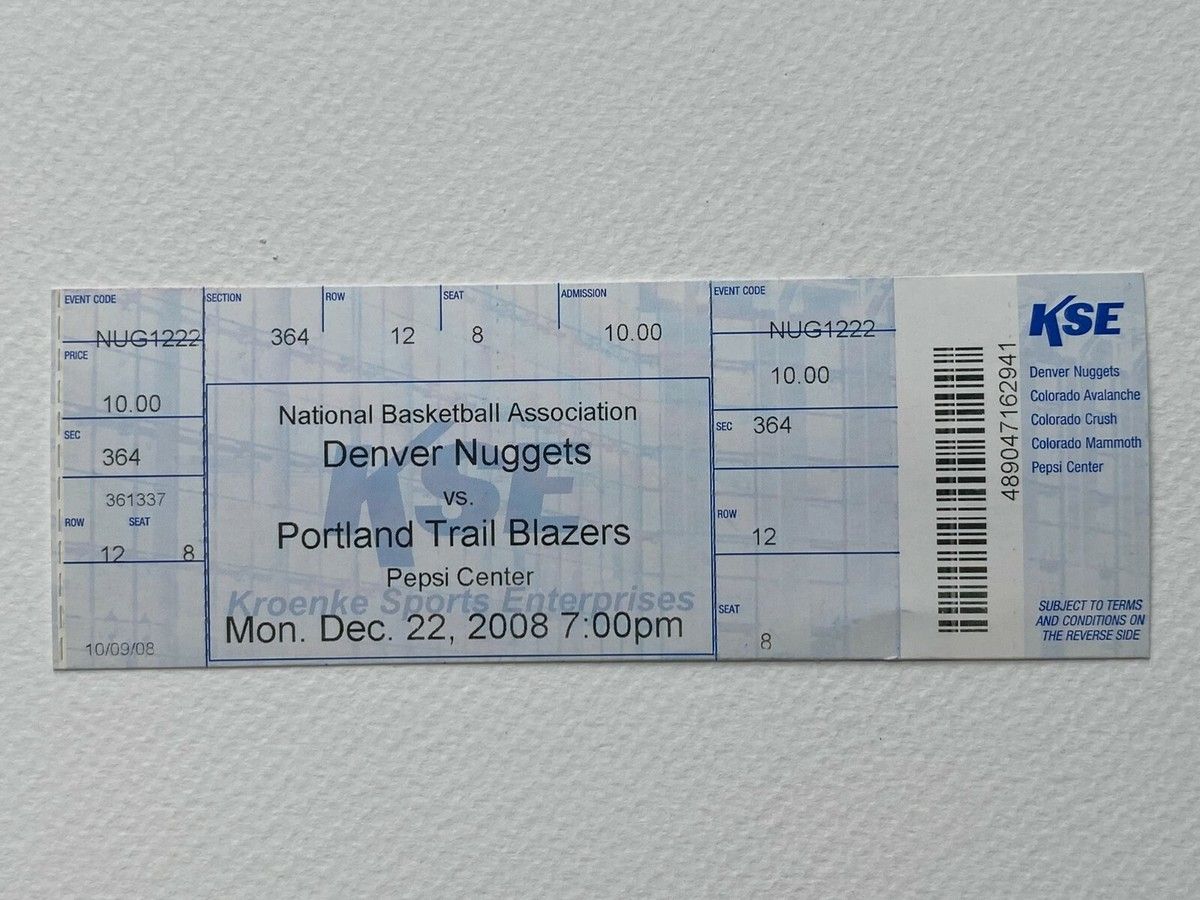 EVENT CODE
NUG1222
PRICE
10.00
SEC
364
361337
ROW SEAT
12 8
10/09/08
SECTION ROW SEAT ADMISSION
364 12 8 10.00
National Basketball Association
Denver Nuggets
vs.
Portland Trail Blazers
Pepsi Center
KSE
Kroenke Sports Enterprises
Mon. Dec. 22, 2008 7:00pm
EVENT CODE
NUG1222
10.00
SEC 364
ROW
12
SEAT
8
489047162941
KSE
Denver Nuggets
Colorado Avalanche
Colorado Crush
Colorado Mammoth
Pepsi Center
SUBJECT TO TERMS
AND CONDITIONS ON
THE REVERSE SIDE